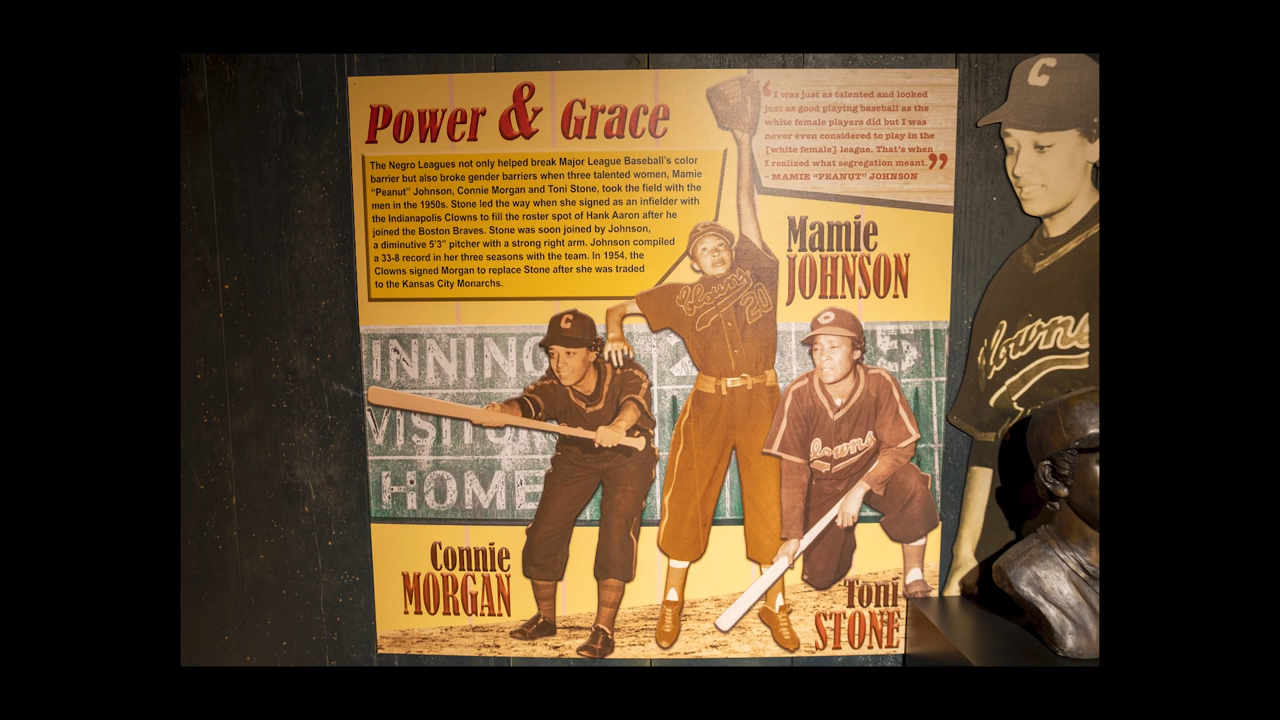 Power & Grace
The Negro Leagues not only helped break Major League Baseball's color
barrier but also broke gender barriers when three talented women, Mamie
"Peanut" Johnson, Connie Morgan and Toni Stone, took the field with the
men in the 1950s. Stone led the way when she signed as an infielder with
the Indianapolis Clowns to fill the roster spot of Hank Aaron after he
joined the Boston Braves. Stone was soon joined by Johnson,
a diminutive 5'3" pitcher with a strong right arm. Johnson compiled
a 33-8 record in her three seasons with the team. In 1954, the
Clowns signed Morgan to replace Stone after she was traded
to the Kansas City Monarchs.
"I was just as talented and looked
just as good playing baseball as the
white female players did but I was
never even considered to play in the
[white female] league. That's when
I realized what segregation meant."
- MAMIE "PEANUT" JOHNSON
C
Clowns
Mamie
JOHNSON
Clowns
20
C
C
Clowns
INNING 2 5
VISITOR
HOME
Connie
MORGAN
Toni
STONE